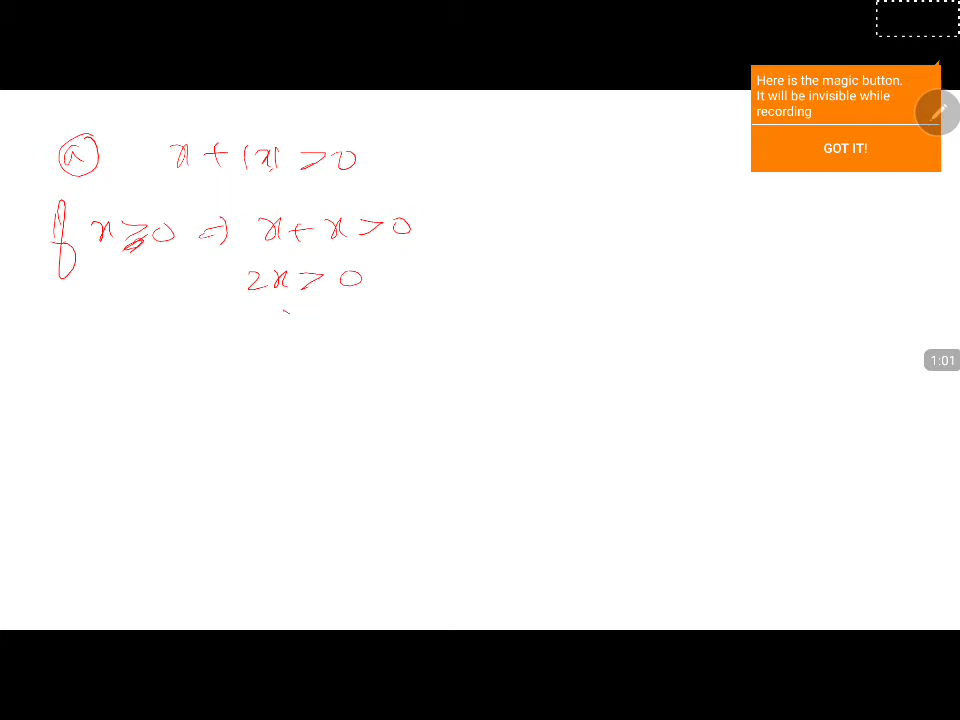 Here is the magic button.
It will be invisible while
recording
GOT IT!
a x + |x| > 0
if x ≥ 0 ⇒ x + x > 0
2x > 0
1:01